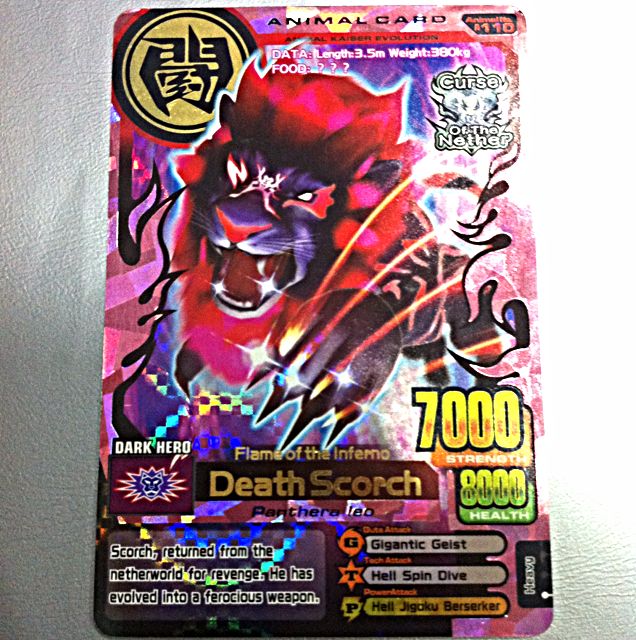 ANIMAL CARD
Animal No.
A110
ANIMAL KAISER EVOLUTION
DATA: Length:3.5m Weight:380kg
FOOD: ? ? ?
闘
Curse
Of The
Nether
N
7000
STRENGTH
8000
HEALTH
DARK HERO
Flame of the Inferno
Death Scorch
Panthera leo
Scorch, returned from the
netherworld for revenge. He has
evolved into a ferocious weapon.
Guts Attack
G Gigantic Geist
Tech Attack
T Hell Spin Dive
PowerAttack
P Hell Jigoku Berserker
Heavy